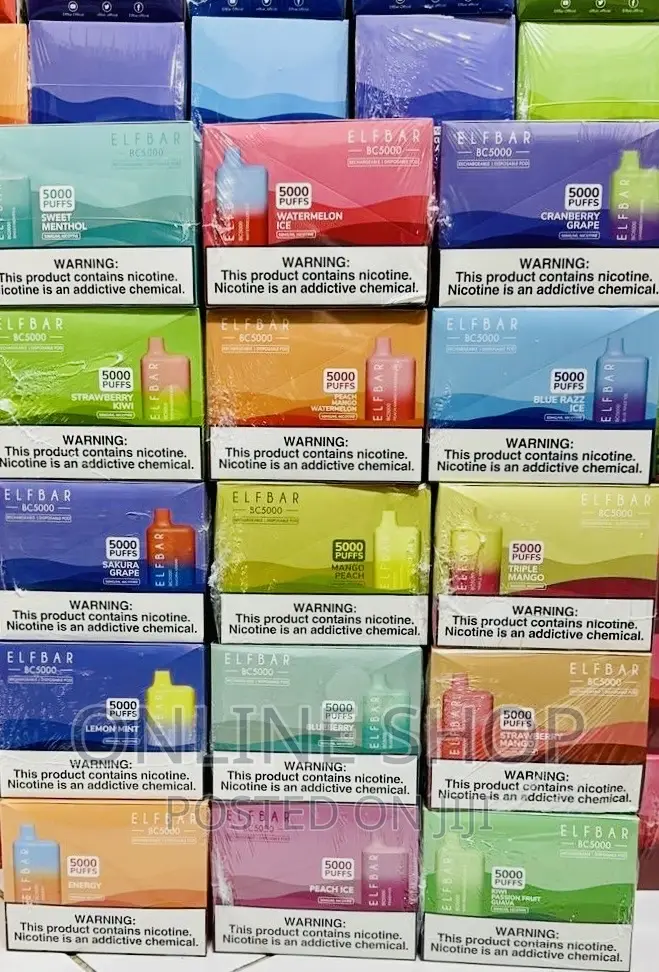 ELFBAR
BC5000
RECHARGEABLE | DISPOSABLE POD
5000
PUFFS
SWEET
MENTHOL
WARNING:
This product contains nicotine.
Nicotine is an addictive chemical.
ELFBAR
BC5000
RECHARGEABLE | DISPOSABLE POD
5000
PUFFS
WATERMELON
ICE
WARNING:
This product contains nicotine.
Nicotine is an addictive chemical.
ELFBAR
BC5000
RECHARGEABLE | DISPOSABLE POD
5000
PUFFS
CRANBERRY
GRAPE
WARNING:
This product contains nicotine.
Nicotine is an addictive chemical.
ELFBAR
BC5000
5000
PUFFS
STRAWBERRY
KIWI
WARNING:
This product contains nicotine.
Nicotine is an addictive chemical.
ELFBAR
BC5000
5000
PUFFS
PEACH
MANGO
WATERMELON
WARNING:
This product contains nicotine.
Nicotine is an addictive chemical.
ELFBAR
BC5000
5000
PUFFS
BLUE RAZZ
ICE
WARNING:
This product contains nicotine.
Nicotine is an addictive chemical.
ELFBAR
BC5000
RECHARGEABLE | DISPOSABLE POD
5000
PUFFS
SAKURA
GRAPE
WARNING:
This product contains nicotine.
Nicotine is an addictive chemical.
ELFBAR
BC5000
5000
PUFFS
MANGO
PEACH
WARNING:
This product contains nicotine.
Nicotine is an addictive chemical.
ELFBAR
BC5000
5000
PUFFS
TRIPLE
MANGO
WARNING:
This product contains nicotine.
Nicotine is an addictive chemical.
ELFBAR
BC5000
5000
PUFFS
LEMON MINT
WARNING:
This product contains nicotine.
Nicotine is an addictive chemical.
ELFBAR
BC5000
5000
PUFFS
BLUEBERRY
WARNING:
This product contains nicotine.
Nicotine is an addictive chemical.
ELFBAR
BC5000
5000
PUFFS
STRAWBERRY
MANGO
WARNING:
This product contains nicotine.
Nicotine is an addictive chemical.
ONLINE SHOP
POSTED ON JIJI
ELFBAR
BC5000
5000
PUFFS
ENERGY
WARNING:
This product contains nicotine.
Nicotine is an addictive chemical.
ELFBAR
BC5000
5000
PUFFS
PEACH ICE
WARNING:
This product contains nicotine.
Nicotine is an addictive chemical.
ELFBAR
BC5000
5000
PUFFS
KIWI
PASSION FRUIT
GUAVA
WARNING:
This product contains nicotine.
Nicotine is an addictive chemical.